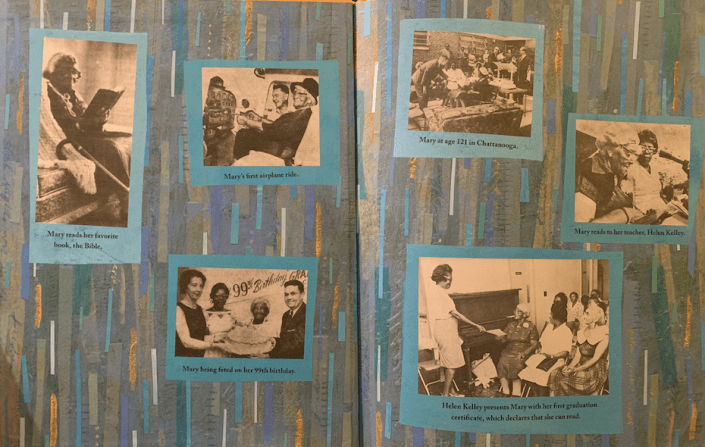 Mary reads her favorite
book, the Bible.
Mary's first airplane ride.
99th Birthday GRA
Mary being feted on her 99th birthday.
Mary at age 121 in Chattanooga.
Mary reads to her teacher, Helen Kelley.
Helen Kelley presents Mary with her first graduation
certificate, which declares that she can read.